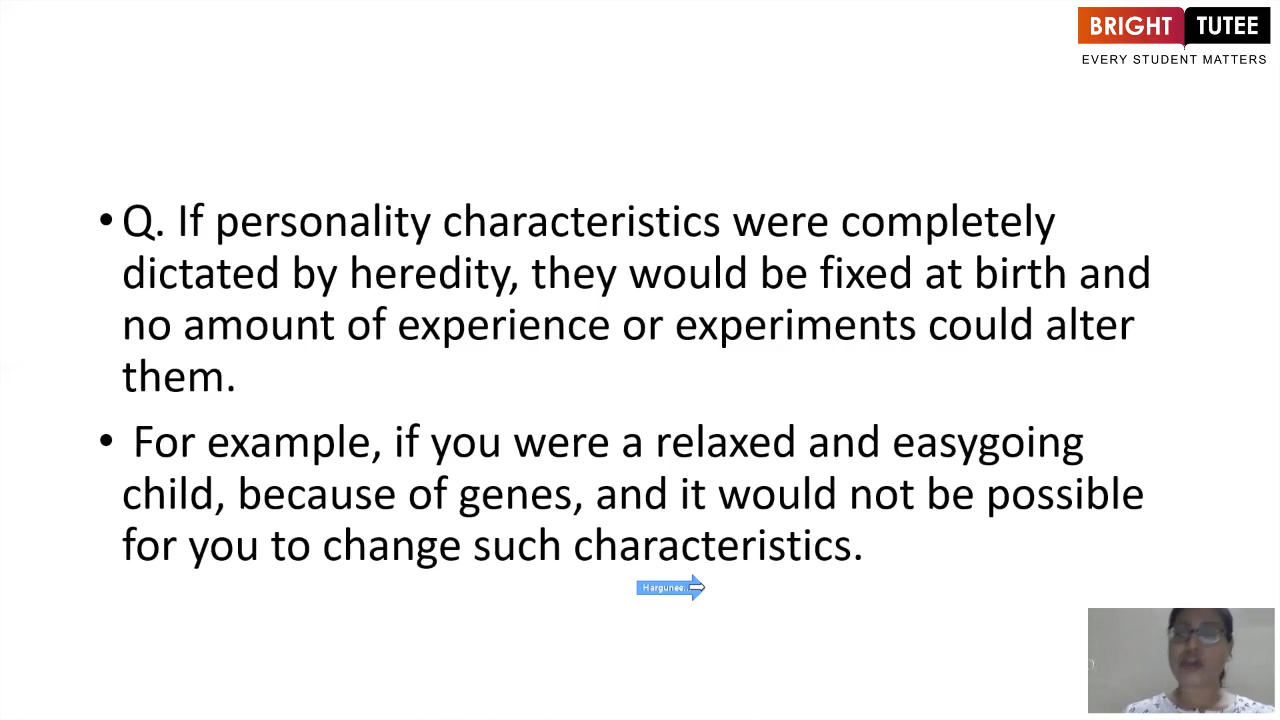 BRIGHT TUTEE
EVERY STUDENT MATTERS
• Q. If personality characteristics were completely
dictated by heredity, they would be fixed at birth and
no amount of experience or experiments could alter
them.
• For example, if you were a relaxed and easygoing
child, because of genes, and it would not be possible
for you to change such characteristics.
Hargunee...